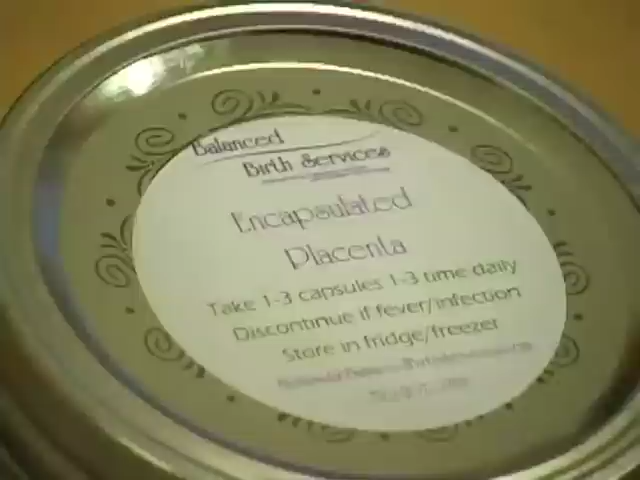 Balanced
Birth Services
Encapsulated
Placenta
Take 1-3 capsules 1-3 time daily
Discontinue if fever/infection
Store in fridge/freezer